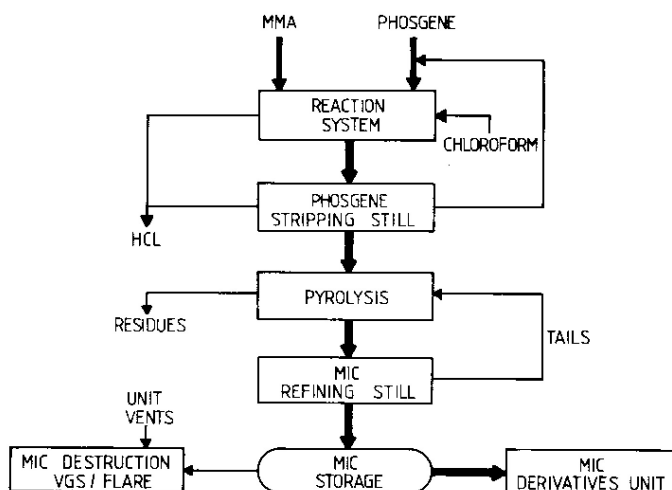 MMA
PHOSGENE
REACTION
SYSTEM
CHLOROFORM
PHOSGENE
STRIPPING STILL
HCL
PYROLYSIS
RESIDUES
TAILS
MIC
REFINING STILL
UNIT
VENTS
MIC DESTRUCTION
VGS / FLARE
MIC
STORAGE
MIC
DERIVATIVES UNIT